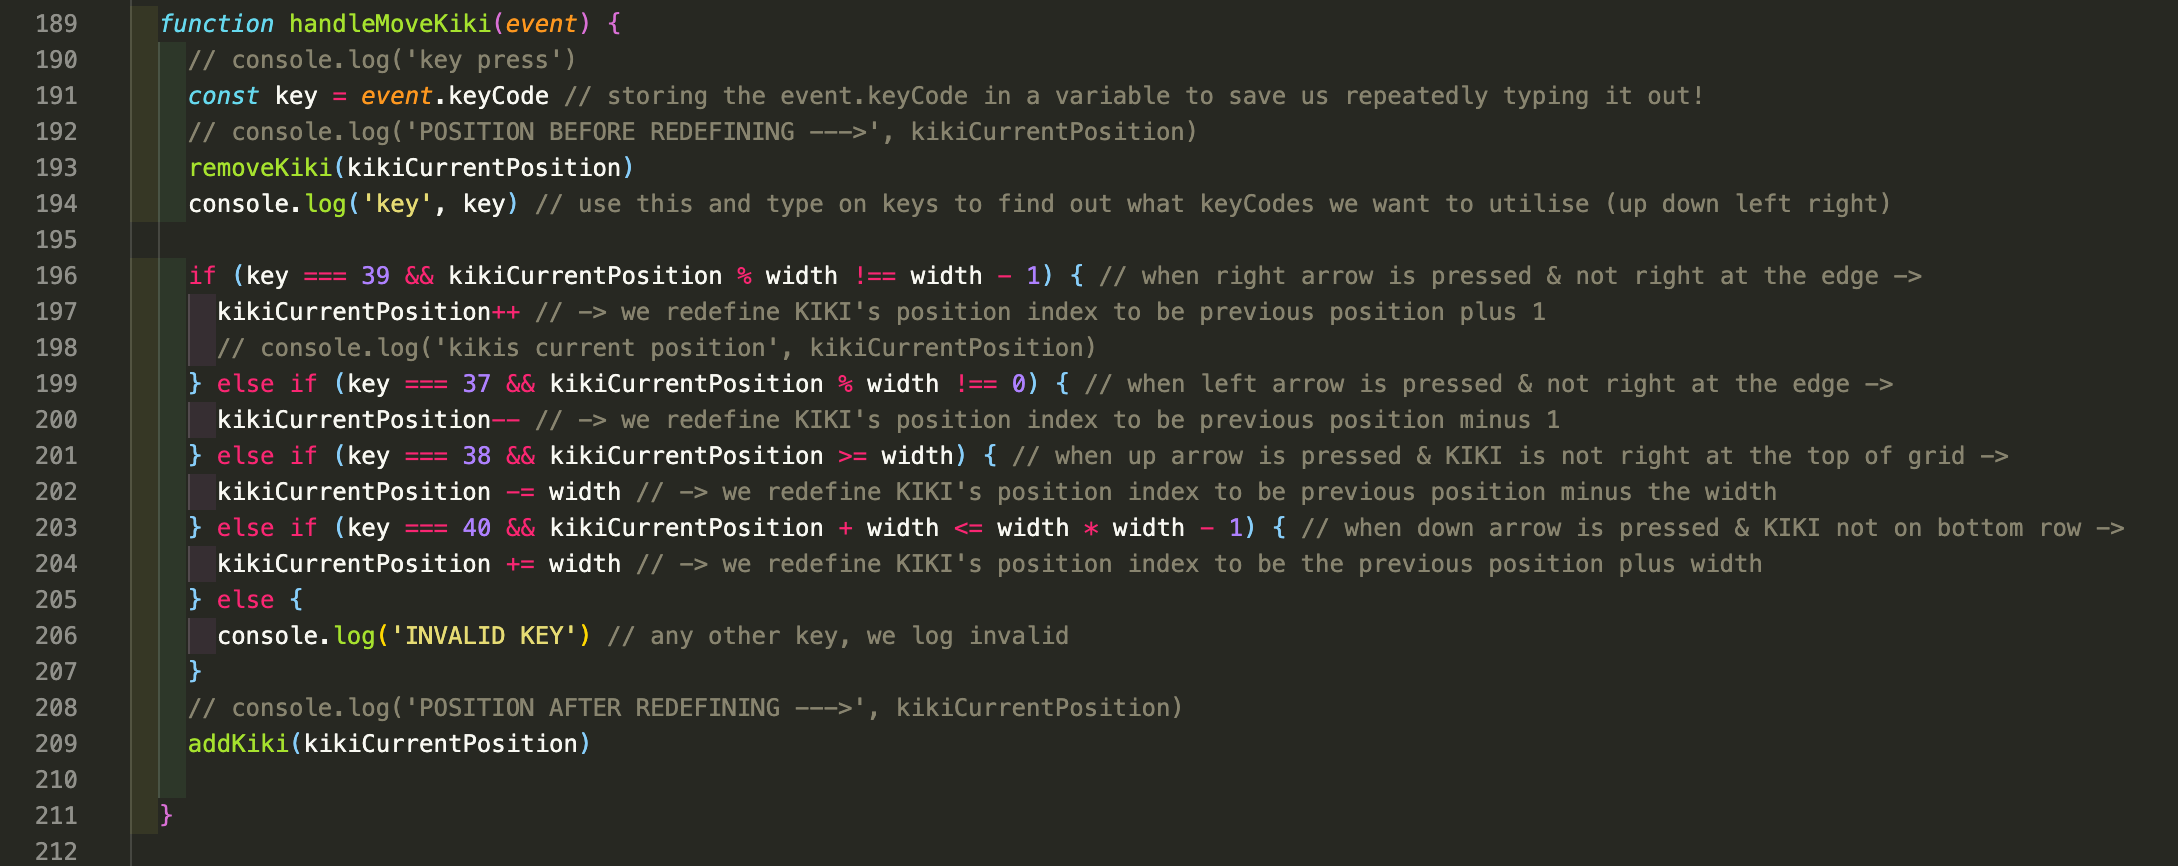 189 function handleMoveKiki(event) {
190 // console.log('key press')
191 const key = event.keyCode // storing the event.keyCode in a variable to save us repeatedly typing it out!
192 // console.log('POSITION BEFORE REDEFINING --->', kikiCurrentPosition)
193 removeKiki(kikiCurrentPosition)
194 console.log('key', key) // use this and type on keys to find out what keyCodes we want to utilise (up down left right)
195
196 if (key === 39 && kikiCurrentPosition % width !== width - 1) { // when right arrow is pressed & not right at the edge ->
197 kikiCurrentPosition++ // -> we redefine KIKI's position index to be previous position plus 1
198 // console.log('kikis current position', kikiCurrentPosition)
199 } else if (key === 37 && kikiCurrentPosition % width !== 0) { // when left arrow is pressed & not right at the edge ->
200 kikiCurrentPosition-- // -> we redefine KIKI's position index to be previous position minus 1
201 } else if (key === 38 && kikiCurrentPosition >= width) { // when up arrow is pressed & KIKI is not right at the top of grid ->
202 kikiCurrentPosition -= width // -> we redefine KIKI's position index to be previous position minus the width
203 } else if (key === 40 && kikiCurrentPosition + width <= width * width - 1) { // when down arrow is pressed & KIKI not on bottom row ->
204 kikiCurrentPosition += width // -> we redefine KIKI's position index to be the previous position plus width
205 } else {
206 console.log('INVALID KEY') // any other key, we log invalid
207 }
208 // console.log('POSITION AFTER REDEFINING --->', kikiCurrentPosition)
209 addKiki(kikiCurrentPosition)
210
211 }
212